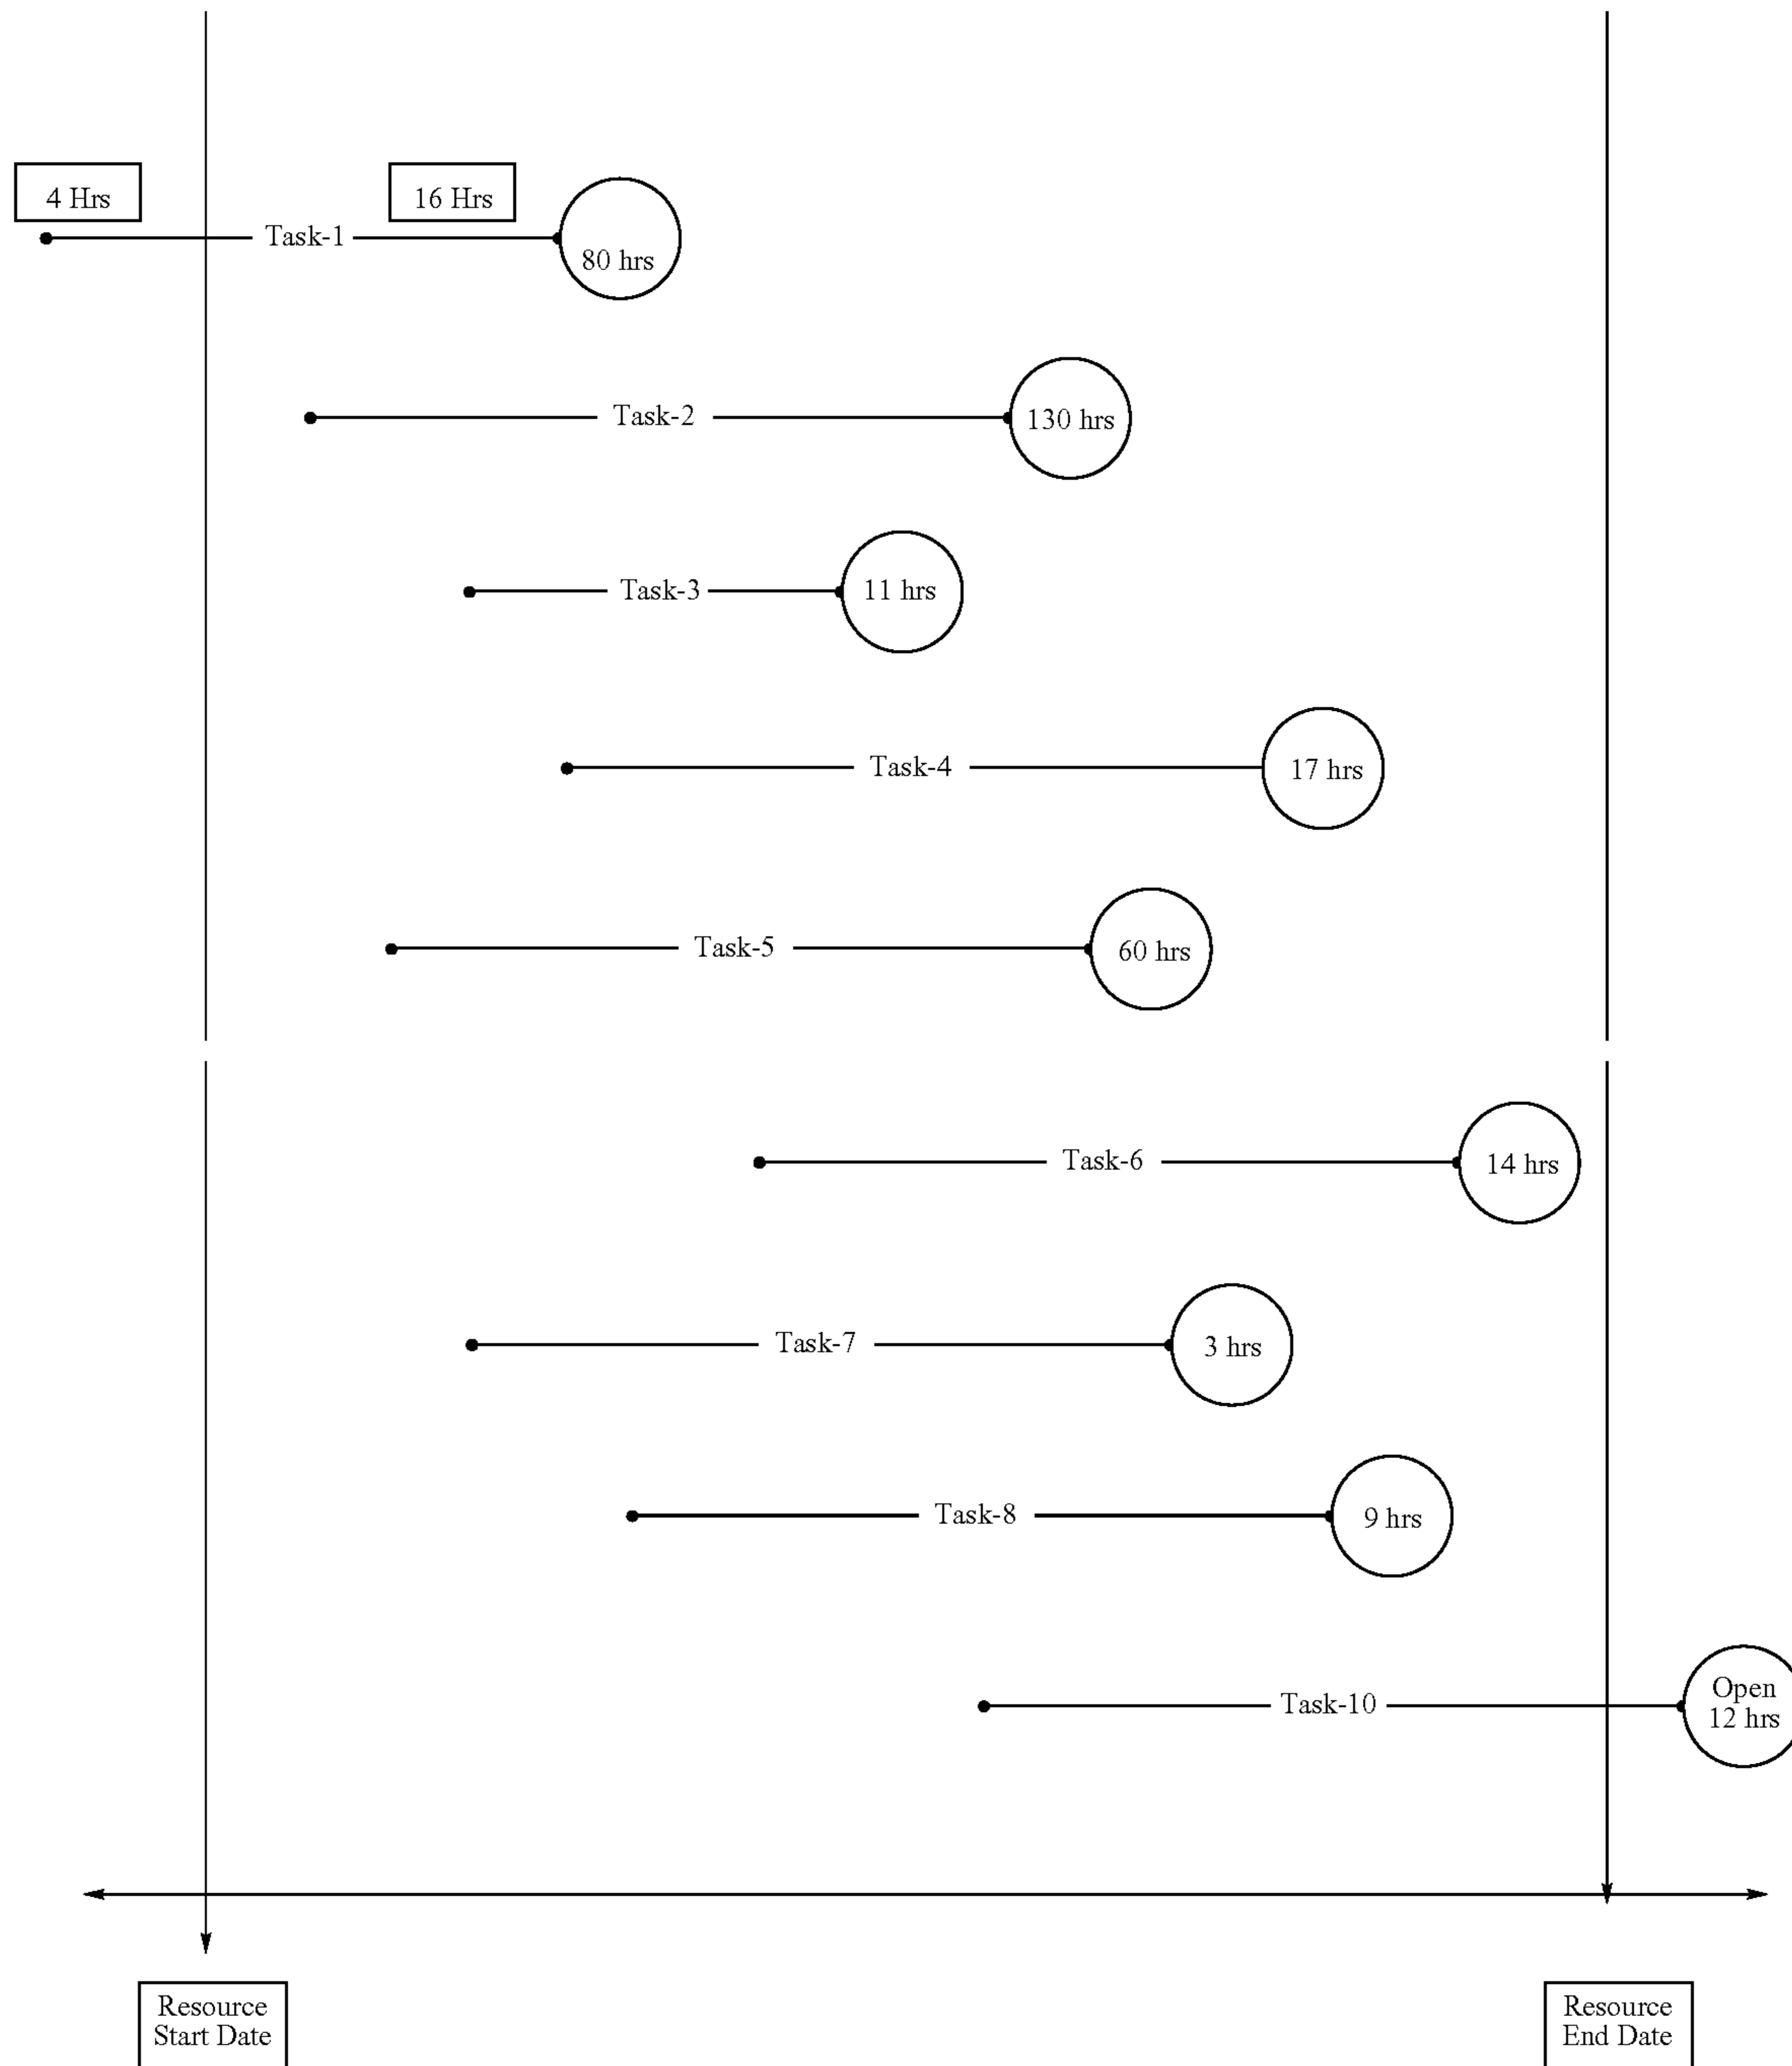 4 Hrs
16 Hrs
Task-1
80 hrs
Task-2
130 hrs
Task-3
11 hrs
Task-4
17 hrs
Task-5
60 hrs
Task-6
14 hrs
Task-7
3 hrs
Task-8
9 hrs
Task-10
Open
12 hrs
Resource
Start Date
Resource
End Date